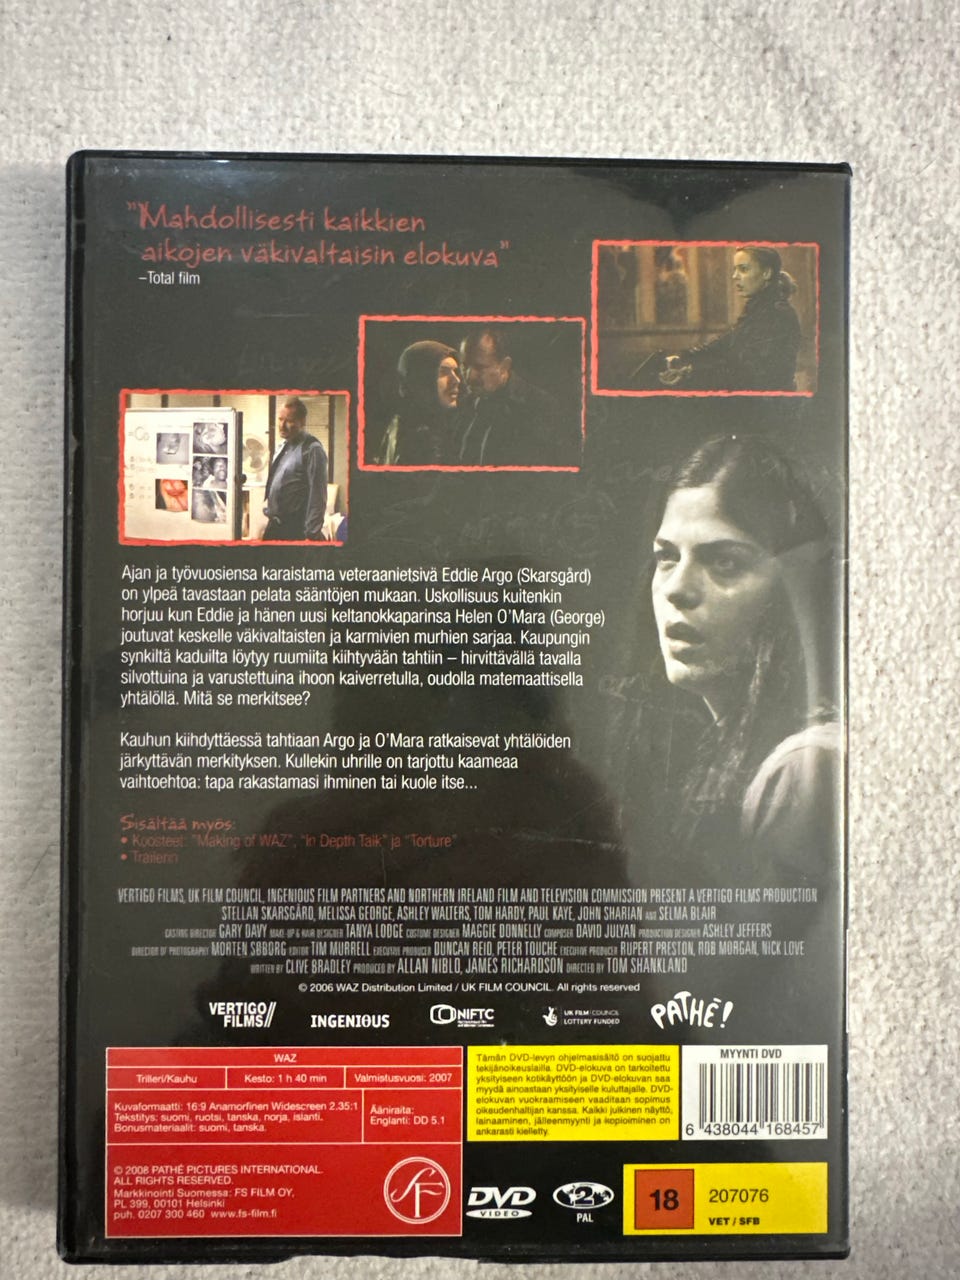 "Mahdollisesti kaikkien
aikojen väkivaltaisin elokuva"
–Total film
Ajan ja työvuosiensa karaistama veteraanietsivä Eddie Argo (Skarsgård)
on ylpeä tavastaan pelata sääntöjen mukaan. Uskollisuus kuitenkin
horjuu kun Eddie ja hänen uusi keltanokkaparinsa Helen O'Mara (George)
joutuvat keskelle väkivaltaisten ja karmivien murhien sarjaa. Kaupungin
synkiltä kaduilta löytyy ruumiita kiihtyvään tahtiin – hirvittävällä tavalla
silvottuina ja varustettuina ihoon kaiverretulla, oudolla matemaattisella
yhtälöllä. Mitä se merkitsee?
Kauhun kiihdyttäessä tahtiaan Argo ja O'Mara ratkaisevat yhtälöiden
järkyttävän merkityksen. Kullekin uhrille on tarjottu kaameaa
vaihtoehtoa: tapa rakastamasi ihminen tai kuole itse...
Sisältää myös:
• Koosteet: "Making of WAZ", "In Depth Talk" ja "Torture"
• Trailerin
VERTIGO FILMS, UK FILM COUNCIL, INGENIOUS FILM PARTNERS AND NORTHERN IRELAND FILM AND TELEVISION COMMISSION PRESENT A VERTIGO FILMS PRODUCTION
STELLAN SKARSGÅRD, MELISSA GEORGE, ASHLEY WALTERS, TOM HARDY, PAUL KAYE, JOHN SHARIAN AND SELMA BLAIR
CASTING DIRECTOR GARY DAVY MAKE-UP & HAIR DESIGNER TANYA LODGE COSTUME DESIGNER MAGGIE DONNELLY COMPOSER DAVID JULYAN PRODUCTION DESIGNER ASHLEY JEFFERS
DIRECTOR OF PHOTOGRAPHY MORTEN SØBORG EDITOR TIM MURRELL EXECUTIVE PRODUCER DUNCAN REID, PETER TOUCHE EXECUTIVE PRODUCER RUPERT PRESTON, ROB MORGAN, NICK LOVE
WRITTEN BY CLIVE BRADLEY PRODUCED BY ALLAN NIBLO, JAMES RICHARDSON DIRECTED BY TOM SHANKLAND
© 2006 WAZ Distribution Limited / UK FILM COUNCIL. All rights reserved
VERTIGO
FILMS
INGENIOUS
NIFTC
UK FILM COUNCIL
LOTTERY FUNDED
PATHÉ!
WAZ
Trilleri/Kauhu
Kesto: 1 h 40 min
Valmistusvuosi: 2007
Kuvaformaatti: 16:9 Anamorfinen Widescreen 2.35:1
Tekstitys: suomi, ruotsi, tanska, norja, islanti.
Bonusmateriaalit: suomi, tanska.
Ääniraita:
Englanti: DD 5.1
© 2008 PATHÉ PICTURES INTERNATIONAL.
ALL RIGHTS RESERVED.
Markkinointi Suomessa: FS FILM OY,
PL 399, 00101 Helsinki
puh. 0207 300 460 www.fs-film.fi
SF
Tämän DVD-levyn ohjelmasisältö on suojattu
tekijänoikeuslailla. DVD-elokuva on tarkoitettu
yksityiseen kotikäyttöön ja DVD-elokuvan saa
myydä ainoastaan yksityiselle kuluttajalle. DVD-
elokuvan vuokraamiseen vaaditaan sopimus
oikeudenhaltijan kanssa. Kaikki julkinen näyttö,
lainaaminen, jälleenmyynti ja kopioiminen on
ankarasti kielletty.
MYYNTI DVD
6 438044 168457
DVD
VIDEO
2
PAL
18
207076
VET / SFB